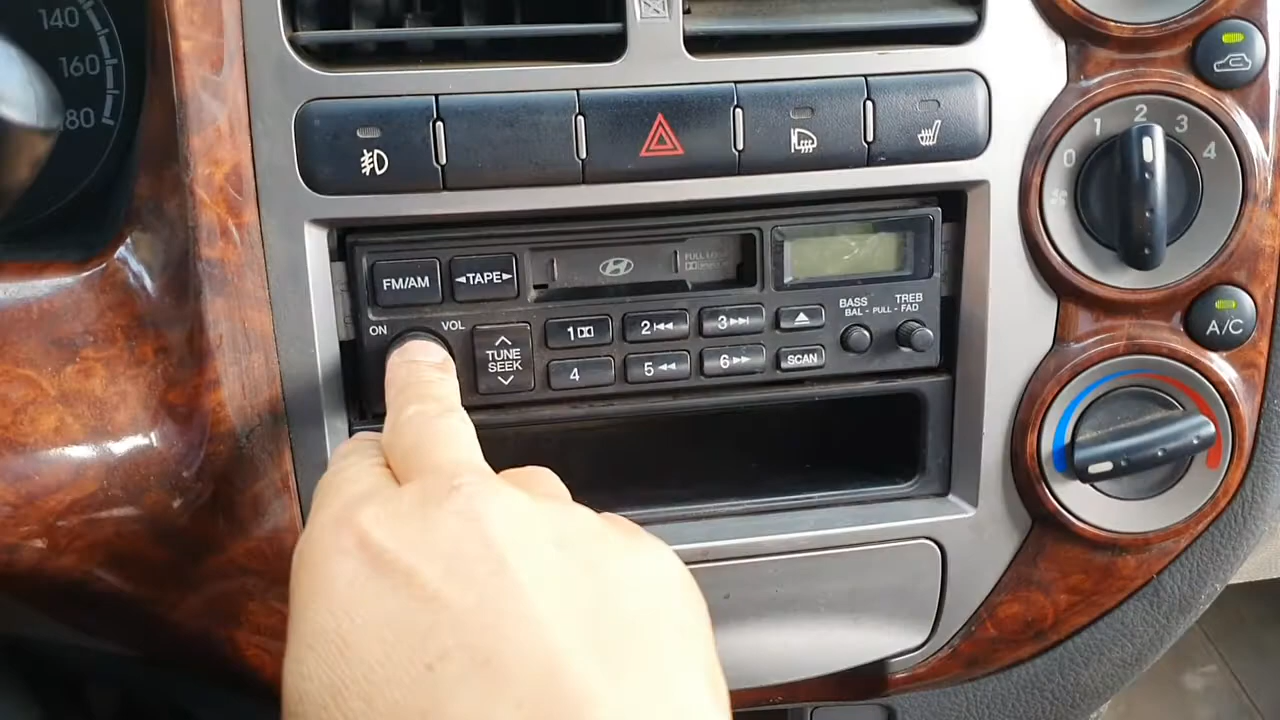 140
160
180
FM/AM
◄TAPE►
FULL LOGIC
ON
VOL
TUNE
SEEK
1
2
3
4
5
6
SCAN
BASS
TREB
BAL - PULL - FAD
0
1
2
3
4
A/C